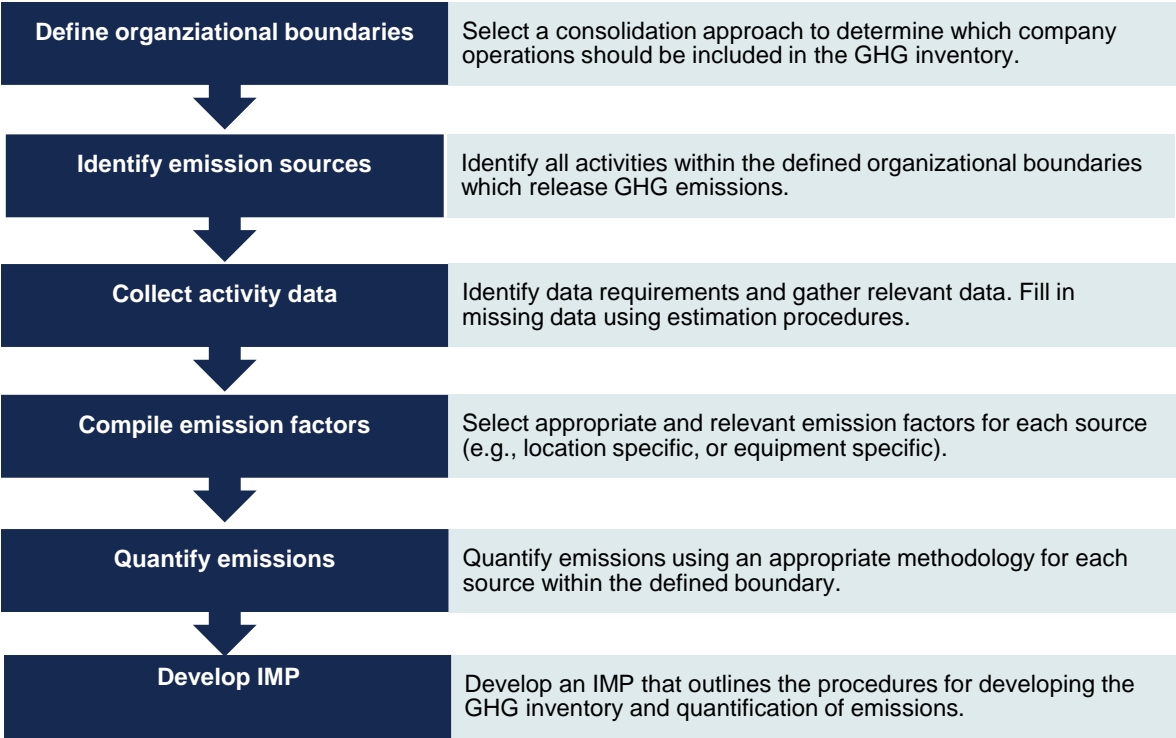 Define organziational boundaries
Select a consolidation approach to determine which company
operations should be included in the GHG inventory.
Identify emission sources
Identify all activities within the defined organizational boundaries
which release GHG emissions.
Collect activity data
Identify data requirements and gather relevant data. Fill in
missing data using estimation procedures.
Compile emission factors
Select appropriate and relevant emission factors for each source
(e.g., location specific, or equipment specific).
Quantify emissions
Quantify emissions using an appropriate methodology for each
source within the defined boundary.
Develop IMP
Develop an IMP that outlines the procedures for developing the
GHG inventory and quantification of emissions.